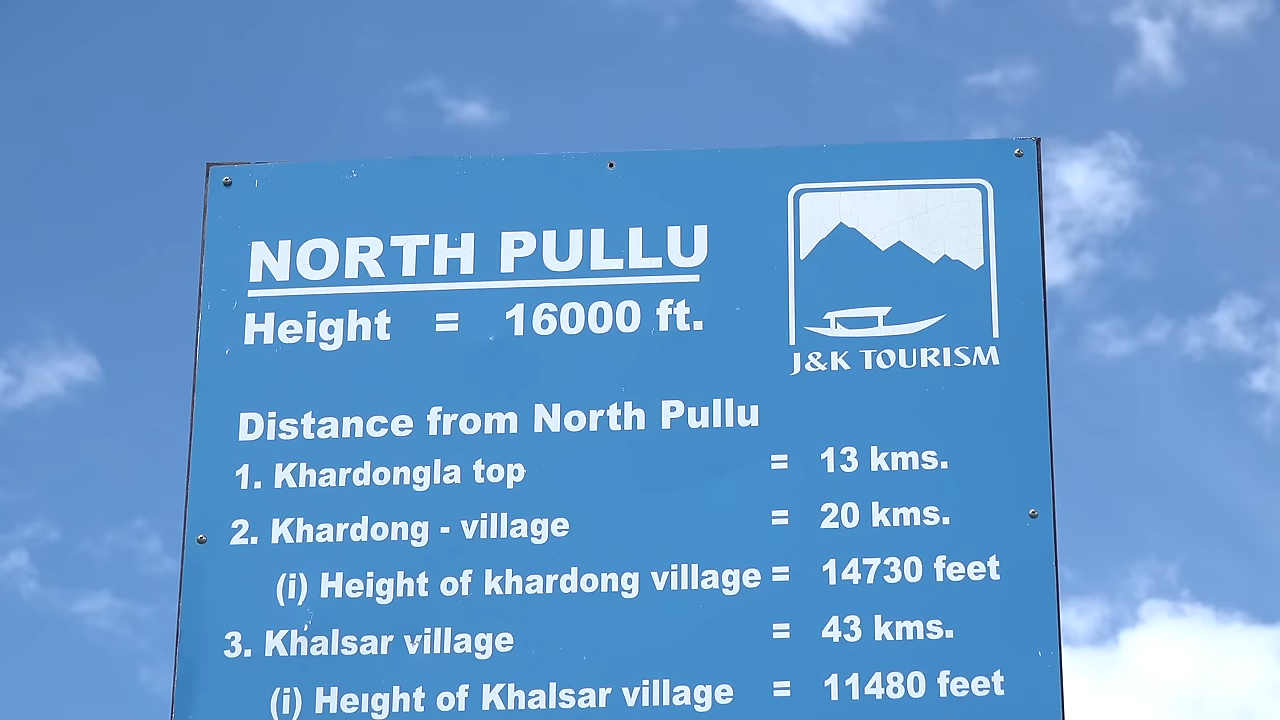 NORTH PULLU
Height = 16000 ft.
J&K TOURISM
Distance from North Pullu
1. Khardongla top = 13 kms.
2. Khardong - village = 20 kms.
(i) Height of khardong village = 14730 feet
3. Khalsar village = 43 kms.
(i) Height of Khalsar village = 11480 feet